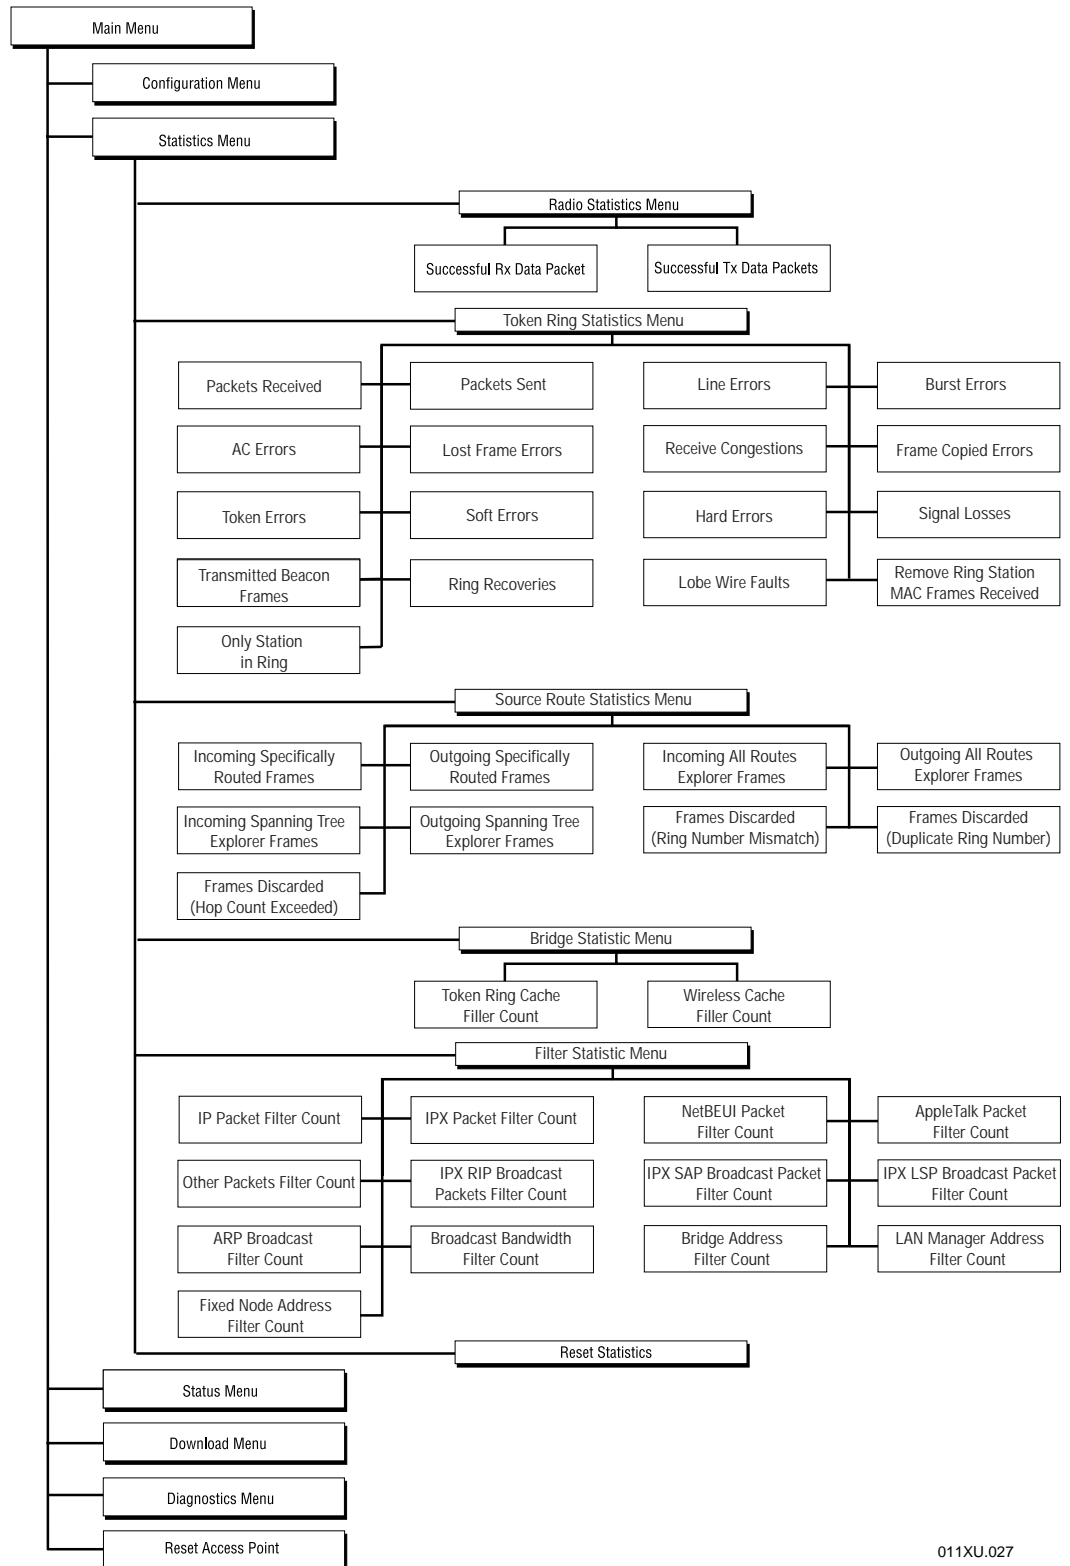 Main Menu
Configuration Menu
Statistics Menu
Radio Statistics Menu
Successful Rx Data Packet
Successful Tx Data Packets
Token Ring Statistics Menu
Packets Received
Packets Sent
Line Errors
Burst Errors
AC Errors
Lost Frame Errors
Receive Congestions
Frame Copied Errors
Token Errors
Soft Errors
Hard Errors
Signal Losses
Transmitted Beacon
Frames
Ring Recoveries
Lobe Wire Faults
Remove Ring Station
MAC Frames Received
Only Station
in Ring
Source Route Statistics Menu
Incoming Specifically
Routed Frames
Outgoing Specifically
Routed Frames
Incoming All Routes
Explorer Frames
Outgoing All Routes
Explorer Frames
Incoming Spanning Tree
Explorer Frames
Outgoing Spanning Tree
Explorer Frames
Frames Discarded
(Ring Number Mismatch)
Frames Discarded
(Duplicate Ring Number)
Frames Discarded
(Hop Count Exceeded)
Bridge Statistic Menu
Token Ring Cache
Filler Count
Wireless Cache
Filler Count
Filter Statistic Menu
IP Packet Filter Count
IPX Packet Filter Count
NetBEUI Packet
Filter Count
AppleTalk Packet
Filter Count
Other Packets Filter Count
IPX RIP Broadcast
Packets Filter Count
IPX SAP Broadcast Packet
Filter Count
IPX LSP Broadcast Packet
Filter Count
ARP Broadcast
Filter Count
Broadcast Bandwidth
Filter Count
Bridge Address
Filter Count
LAN Manager Address
Filter Count
Fixed Node Address
Filter Count
Reset Statistics
Status Menu
Download Menu
Diagnostics Menu
Reset Access Point
011XU.027